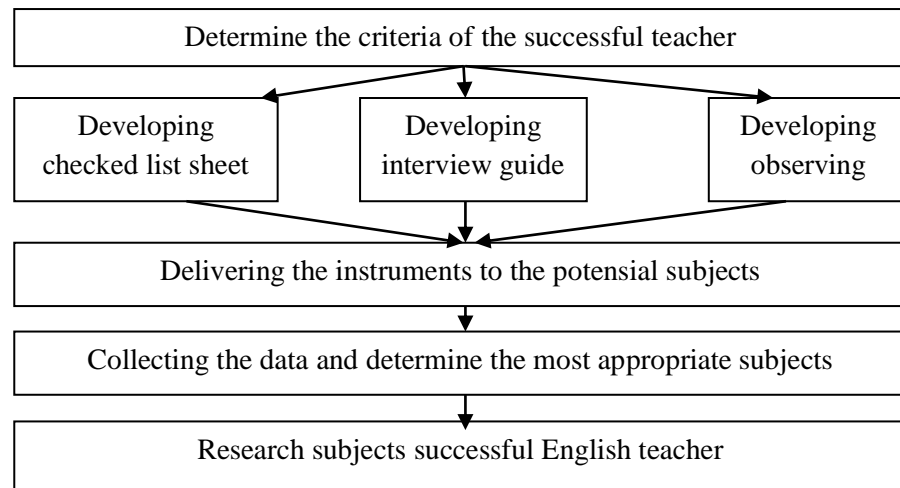 Determine the criteria of the successful teacher
Developing
checked list sheet
Developing
interview guide
Developing
observing
Delivering the instruments to the potensial subjects
Collecting the data and determine the most appropriate subjects
Research subjects successful English teacher